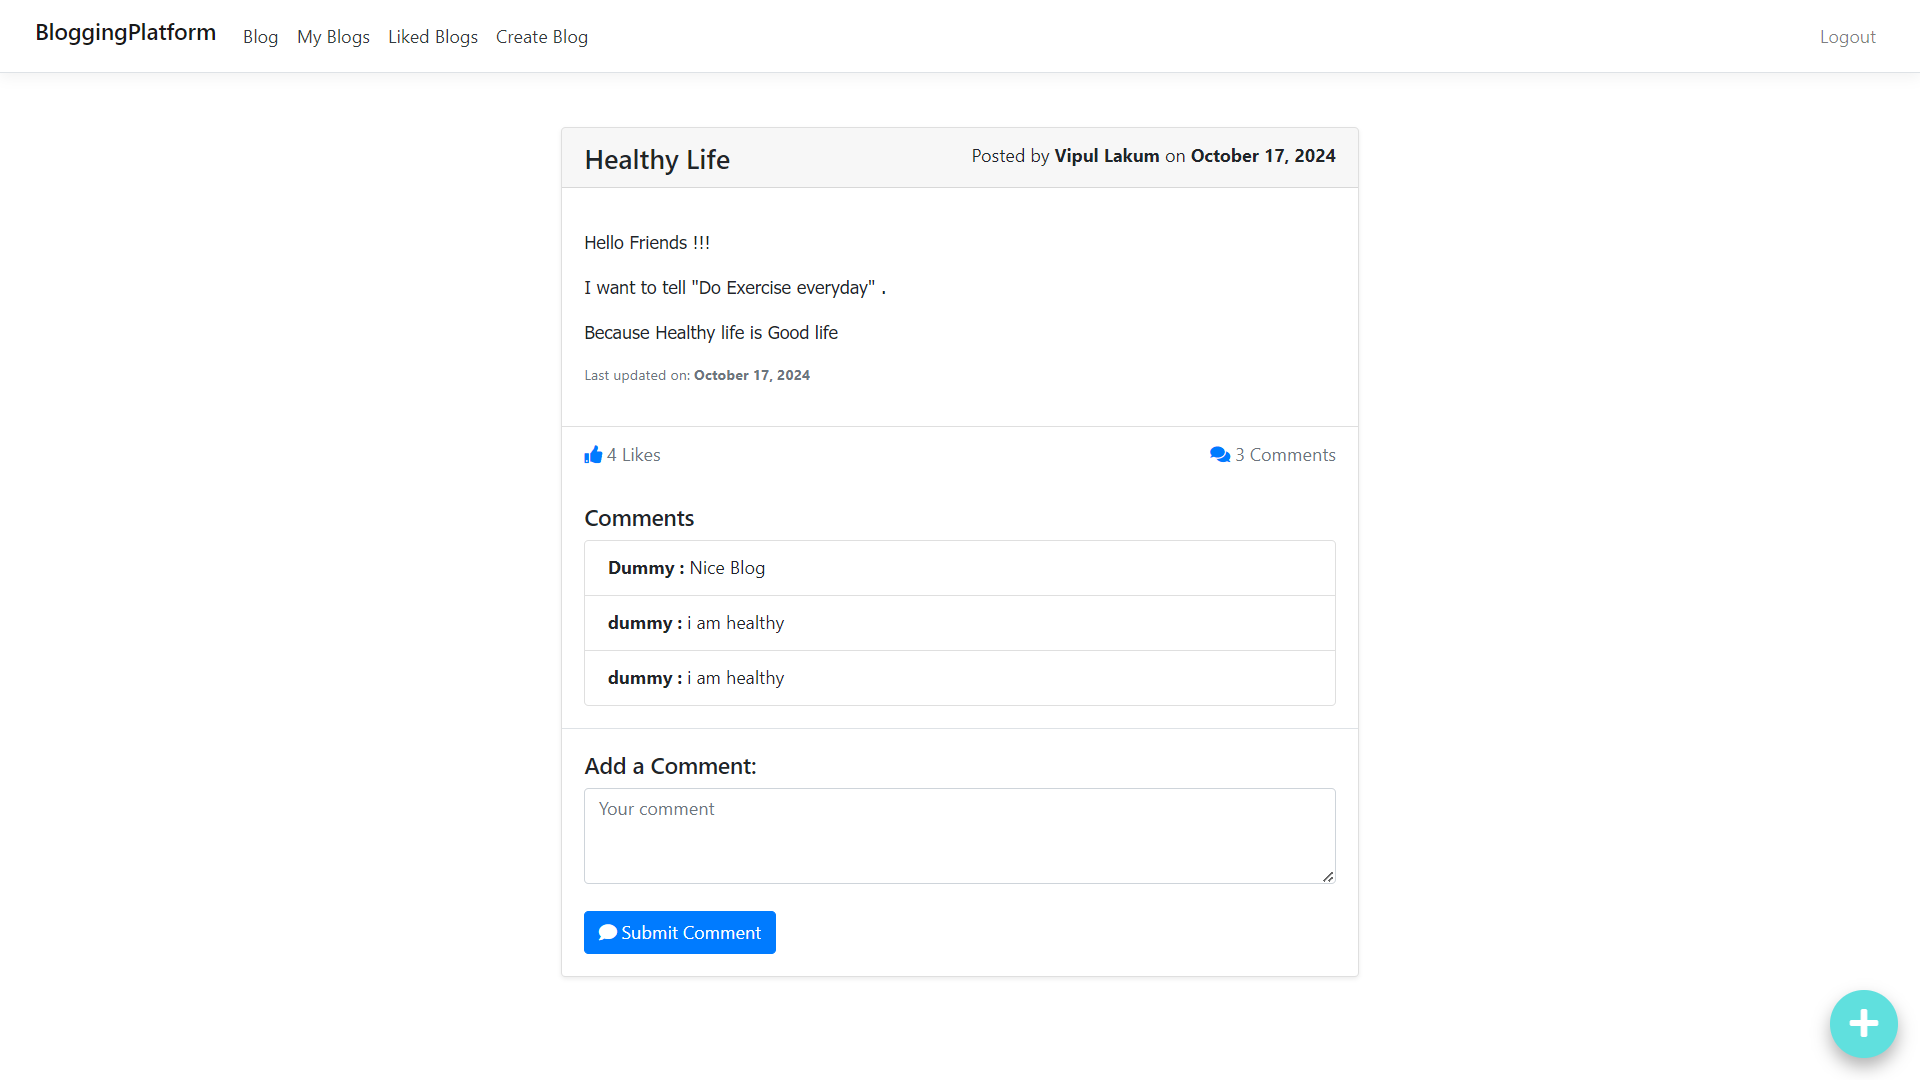 BloggingPlatform Blog My Blogs Liked Blogs Create Blog Logout
Healthy Life Posted by Vipul Lakum on October 17, 2024
Hello Friends !!!
I want to tell "Do Exercise everyday" .
Because Healthy life is Good life
Last updated on: October 17, 2024
4 Likes 3 Comments
Comments
Dummy : Nice Blog
dummy : i am healthy
dummy : i am healthy
Add a Comment:
Your comment
Submit Comment